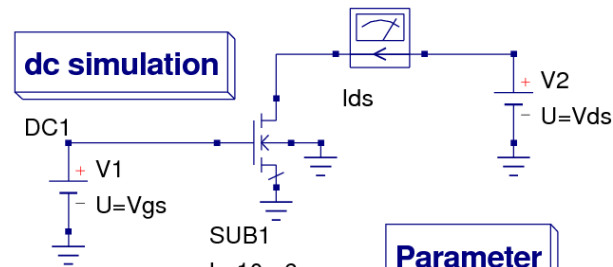 dc simulation
DC1
Ids
+ V2
- U=Vds
+ V1
- U=Vgs
SUB1
Parameter